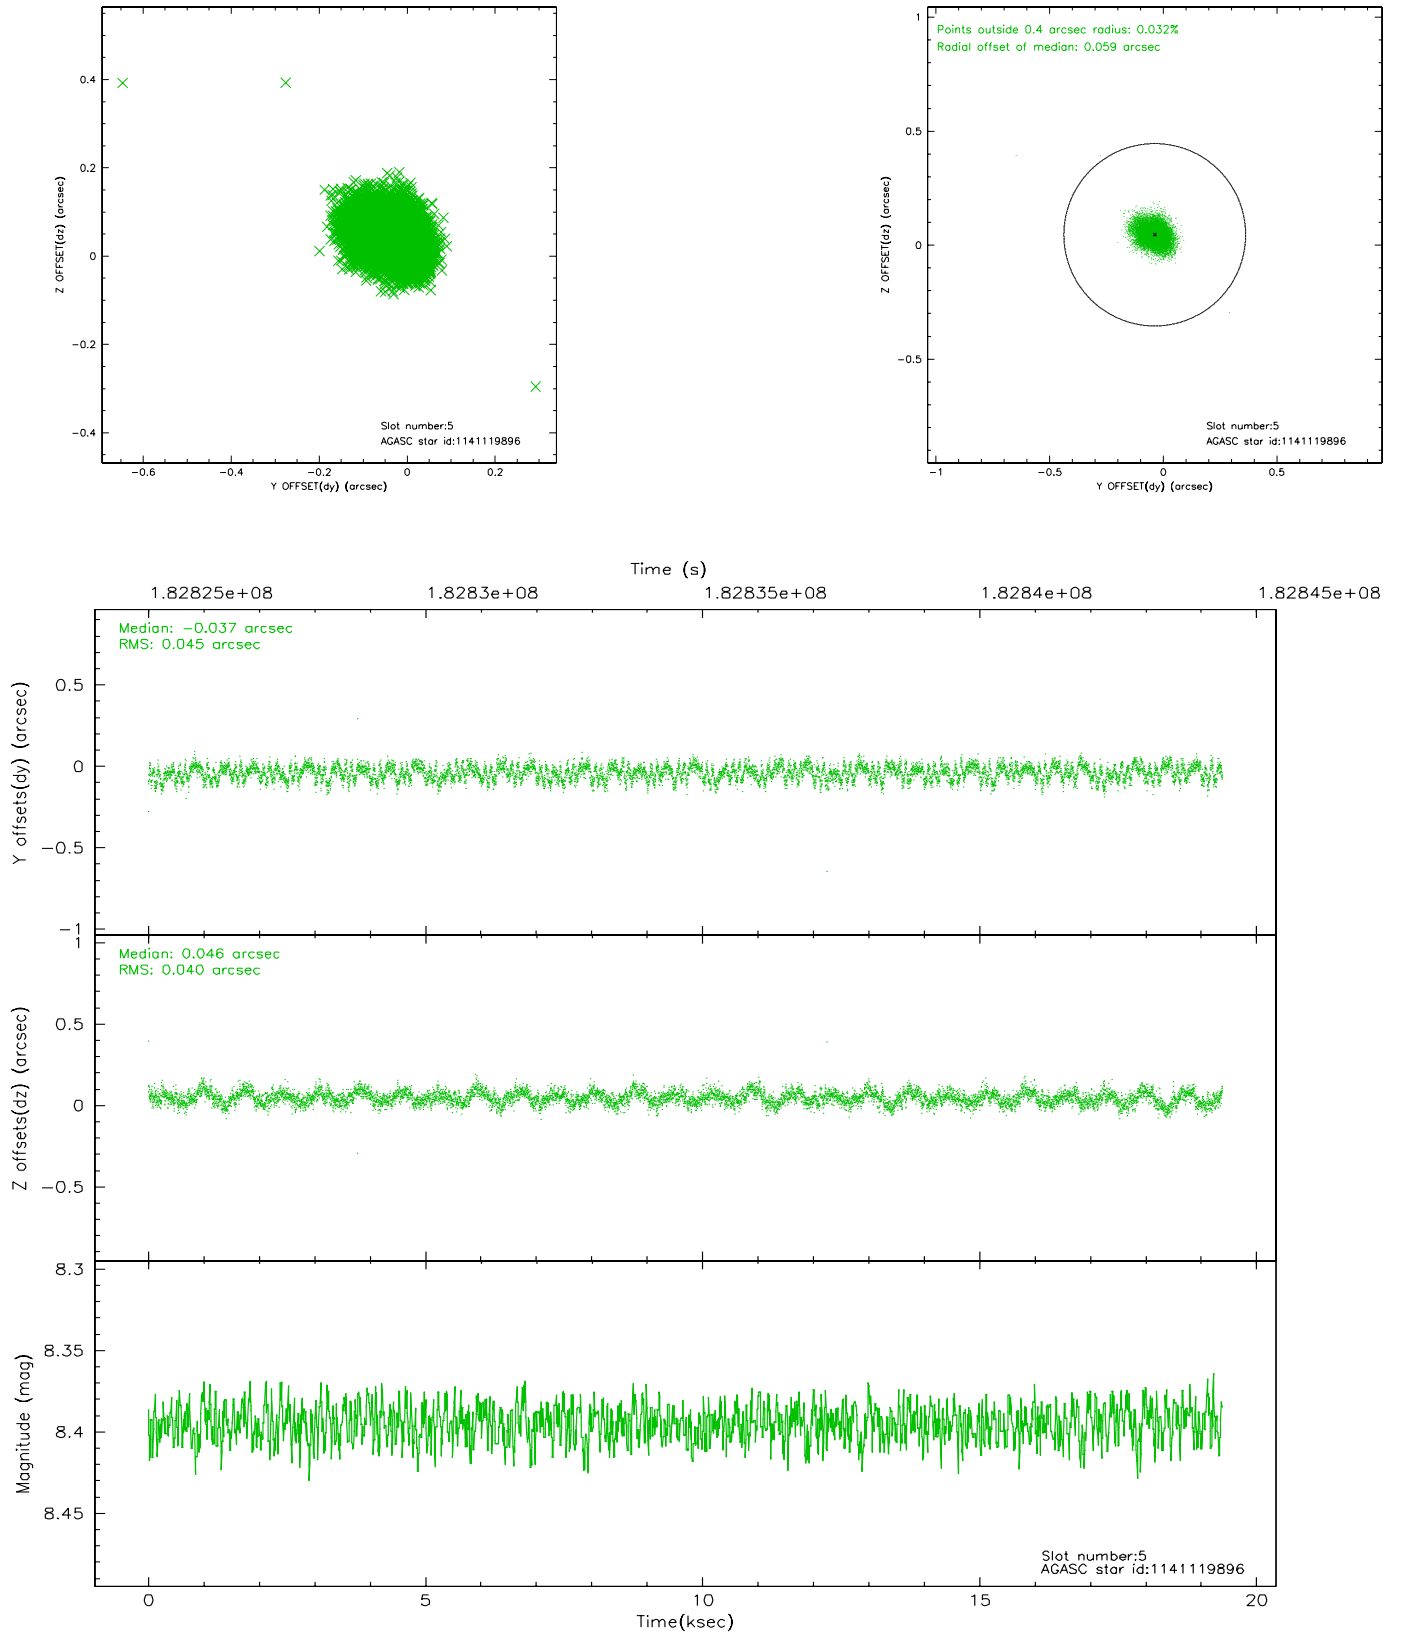 0.4
0.2
0
−0.2
−0.4
Z OFFSET(dz) (arcsec)
Slot number:5
AGASC star id:1141119896
−0.6 −0.4 −0.2 0 0.2
Y OFFSET(dy) (arcsec)
1
0.5
0
−0.5
Z OFFSET(dz) (arcsec)
Points outside 0.4 arcsec radius: 0.032%
Radial offset of median: 0.059 arcsec
Slot number:5
AGASC star id:1141119896
−1 −0.5 0 0.5
Y OFFSET(dy) (arcsec)
Time (s)
1.82825e+08 1.8283e+08 1.82835e+08 1.8284e+08 1.82845e+08
Median: −0.037 arcsec
RMS: 0.045 arcsec
0.5
0
−0.5
−1
Y offsets(dy) (arcsec)
Median: 0.046 arcsec
RMS: 0.040 arcsec
1
0.5
0
−0.5
Z offsets(dz) (arcsec)
8.3
8.35
8.4
8.45
Magnitude (mag)
Slot number:5
AGASC star id:1141119896
0 5 10 15 20
Time(ksec)